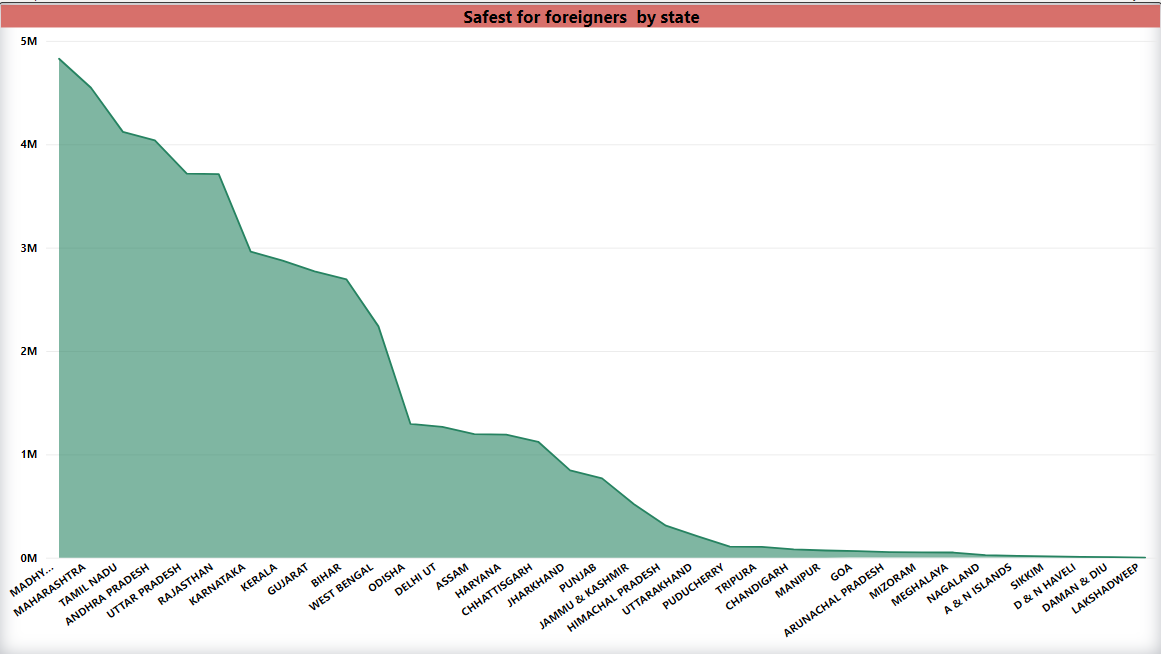 Safest for foreigners  by state
5M
4M
3M
2M
1M
0M
MADHY...
MAHARASHTRA
TAMIL NADU
ANDHRA PRADESH
UTTAR PRADESH
RAJASTHAN
KARNATAKA
KERALA
GUJARAT
BIHAR
WEST BENGAL
ODISHA
DELHI UT
ASSAM
HARYANA
CHHATTISGARH
JHARKHAND
PUNJAB
JAMMU & KASHMIR
HIMACHAL PRADESH
UTTARAKHAND
PUDUCHERRY
TRIPURA
CHANDIGARH
MANIPUR
GOA
ARUNACHAL PRADESH
MIZORAM
MEGHALAYA
NAGALAND
A & N ISLANDS
SIKKIM
D & N HAVELI
DAMAN & DIU
LAKSHADWEEP